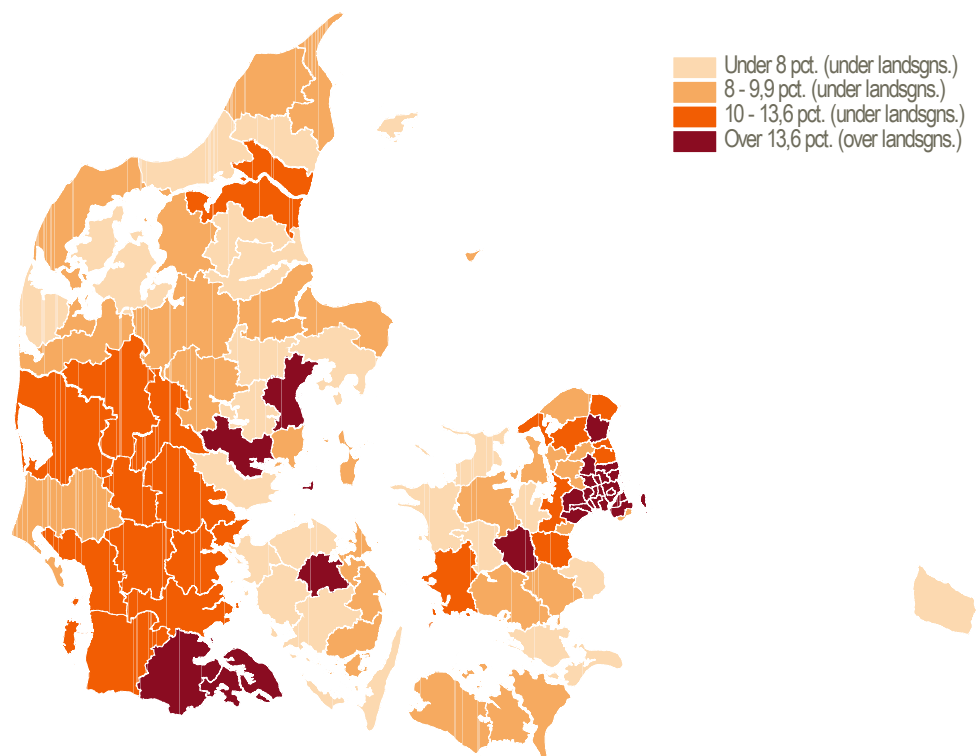 Under 8 pct. (under landsgns.)
8 - 9,9 pct. (under landsgns.)
10 - 13,6 pct. (under landsgns.)
Over 13,6 pct. (over landsgns.)